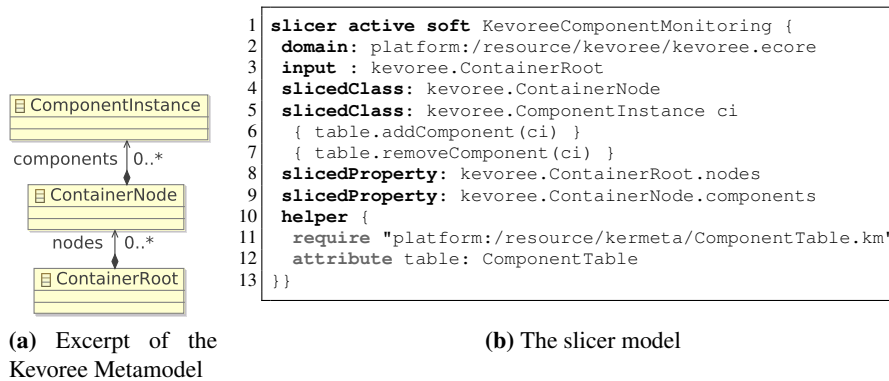 ComponentInstance
components 0..*
ContainerNode
nodes 0..*
ContainerRoot
(a) Excerpt of the
Kevoree Metamodel
1 slicer active soft KevoreeComponentMonitoring {
2 domain: platform:/resource/kevoree/kevoree.ecore
3 input : kevoree.ContainerRoot
4 slicedClass: kevoree.ContainerNode
5 slicedClass: kevoree.ComponentInstance ci
6 { table.addComponent(ci) }
7 { table.removeComponent(ci) }
8 slicedProperty: kevoree.ContainerRoot.nodes
9 slicedProperty: kevoree.ContainerNode.components
10 helper {
11 require "platform:/resource/kermeta/ComponentTable.km"
12 attribute table: ComponentTable
13 }}
(b) The slicer model